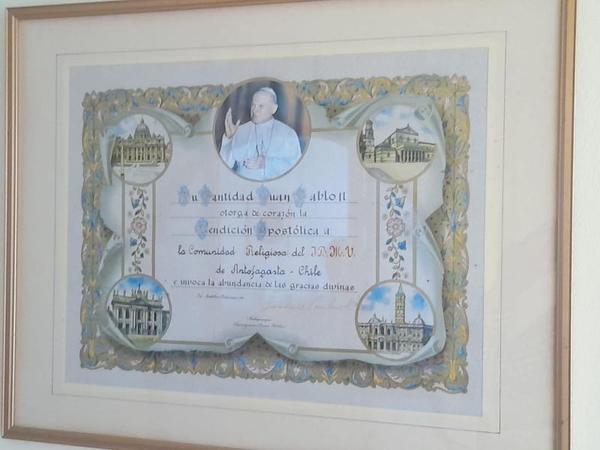 Su Santidad Juan Pablo II
otorga de corazón la
Bendición Apostólica a
la Comunidad Religiosa del
de Antofagasta - Chile
e invoca la abundancia de las gracias divinas